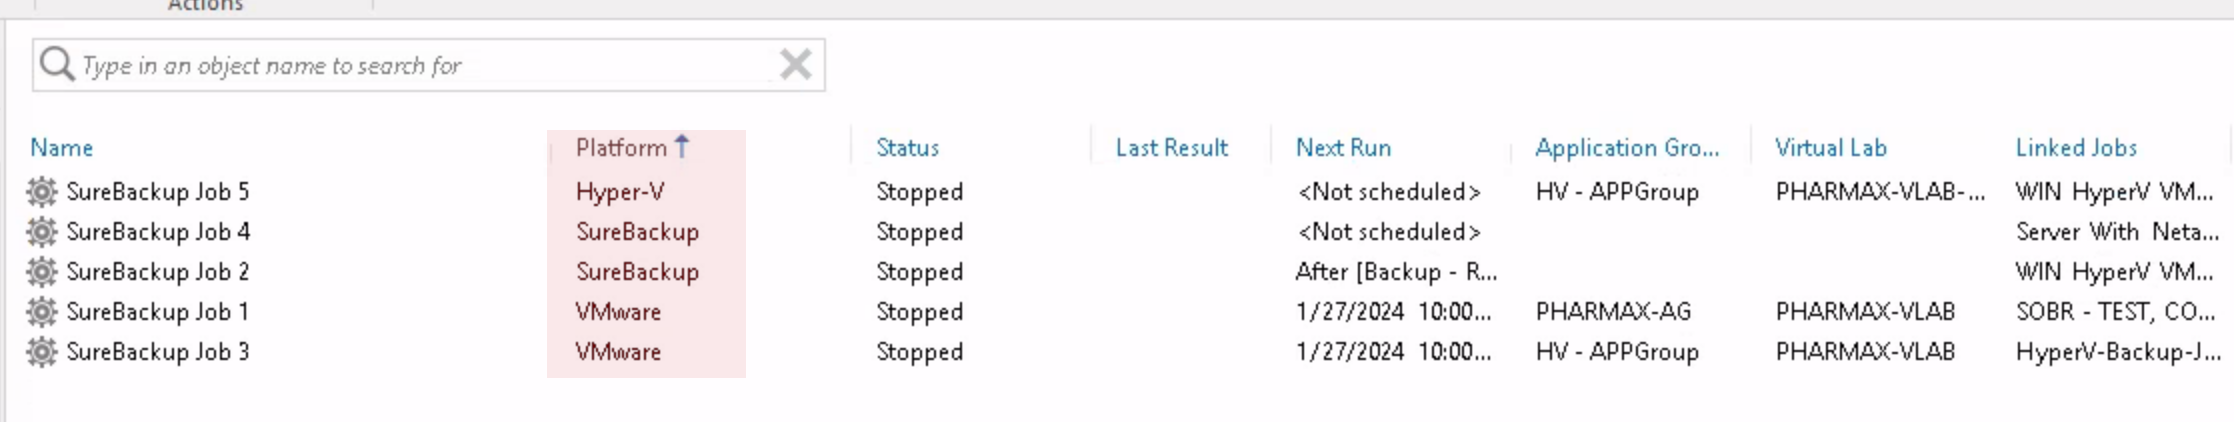 Actions
Type in an object name to search for
Name Platform Status Last Result Next Run Application Gro... Virtual Lab Linked Jobs
SureBackup Job 5 Hyper-V Stopped <Not scheduled> HV - APPGroup PHARMAX-VLAB-... WIN HyperV VM...
SureBackup Job 4 SureBackup Stopped <Not scheduled> Server With Neta...
SureBackup Job 2 SureBackup Stopped After [Backup - R... WIN HyperV VM...
SureBackup Job 1 VMware Stopped 1/27/2024 10:00... PHARMAX-AG PHARMAX-VLAB SOBR - TEST, CO...
SureBackup Job 3 VMware Stopped 1/27/2024 10:00... HV - APPGroup PHARMAX-VLAB HyperV-Backup-J...